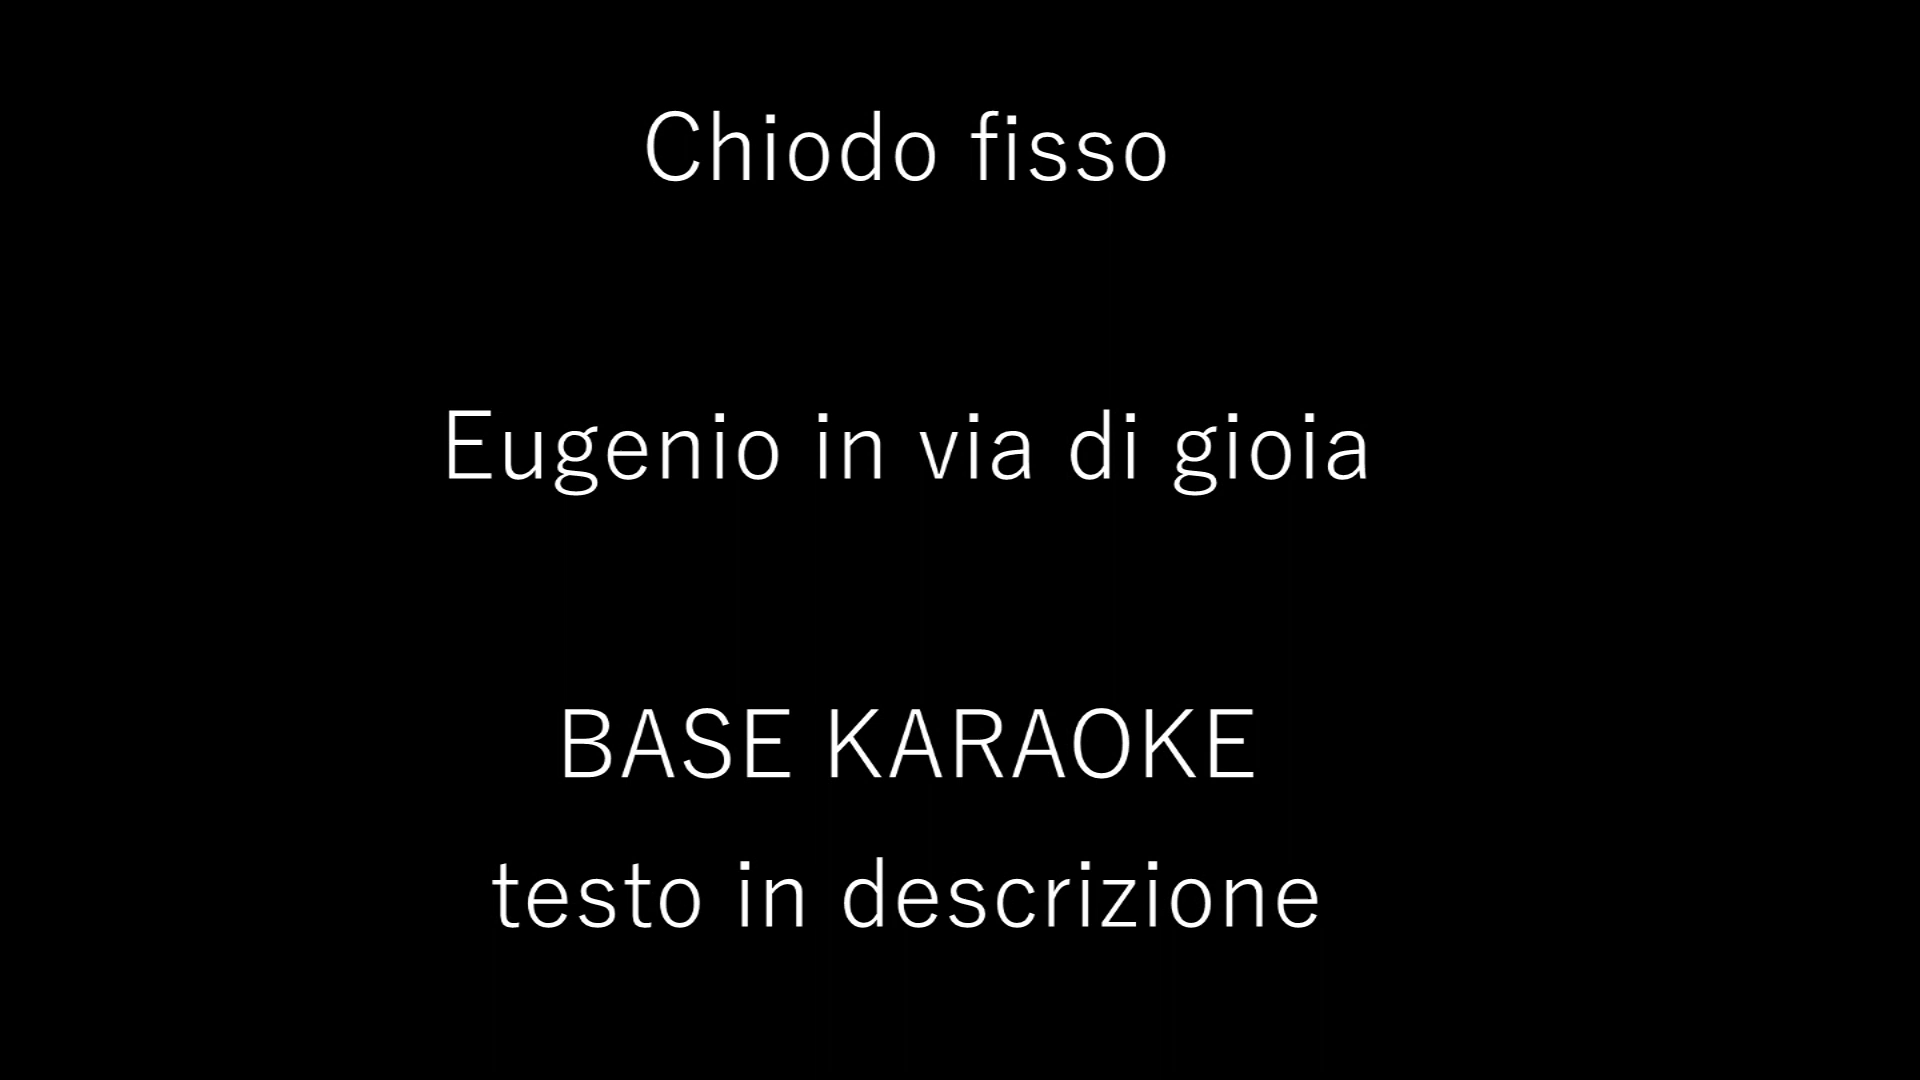 Chiodo fisso
Eugenio in via di gioia
BASE KARAOKE
testo in descrizione